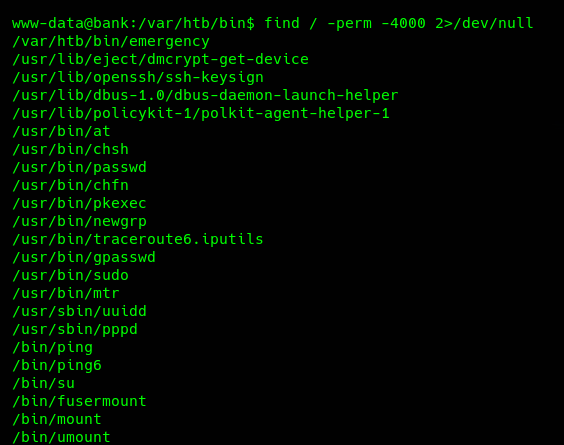 www-data@bank:/var/htb/bin$ find / -perm -4000 2>/dev/null
/var/htb/bin/emergency
/usr/lib/eject/dmcrypt-get-device
/usr/lib/openssh/ssh-keysign
/usr/lib/dbus-1.0/dbus-daemon-launch-helper
/usr/lib/policykit-1/polkit-agent-helper-1
/usr/bin/at
/usr/bin/chsh
/usr/bin/passwd
/usr/bin/chfn
/usr/bin/pkexec
/usr/bin/newgrp
/usr/bin/traceroute6.iputils
/usr/bin/gpasswd
/usr/bin/sudo
/usr/bin/mtr
/usr/sbin/uuidd
/usr/sbin/pppd
/bin/ping
/bin/ping6
/bin/su
/bin/fusermount
/bin/mount
/bin/umount